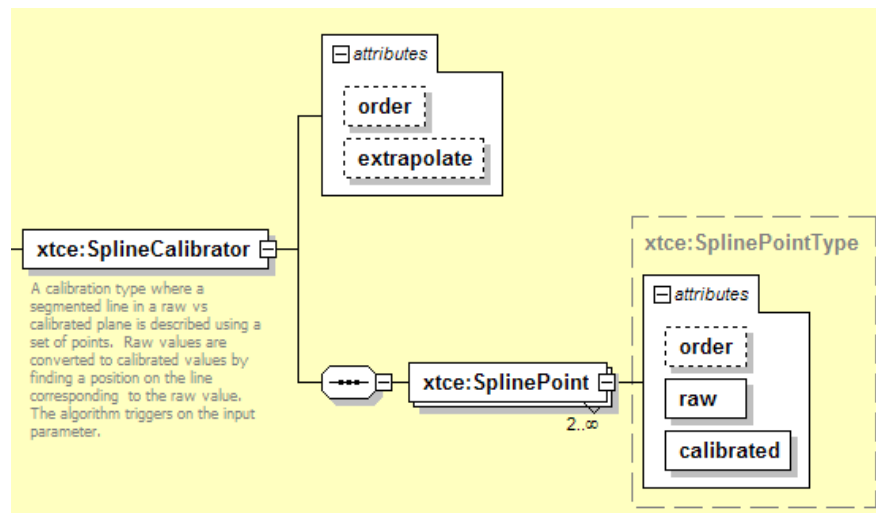 attributes
order
extrapolate
xtce:SplineCalibrator
A calibration type where a
segmented line in a raw vs
calibrated plane is described using a
set of points.  Raw values are
converted to calibrated values by
finding a position on the line
corresponding  to the raw value.
The algorithm triggers on the input
parameter.
xtce:SplinePoint
2..∞
xtce:SplinePointType
attributes
order
raw
calibrated